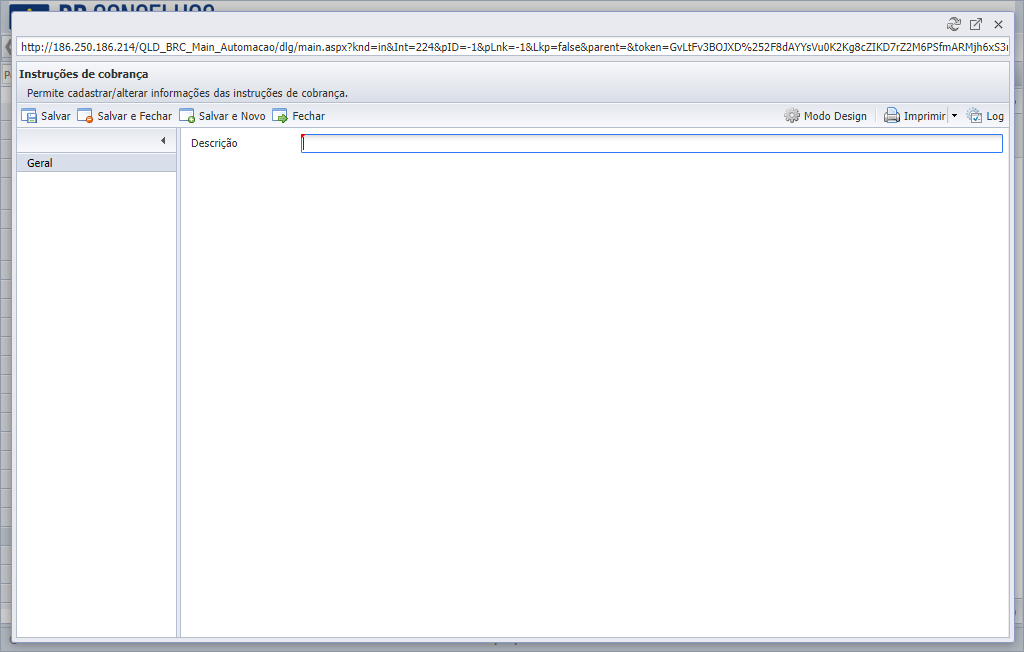 BR CONSELHOS
http://186.250.186.214/QLD_BRC_Main_Automacao/dlg/main.aspx?knd=in&Int=224&pID=-1&pLnk=-1&Lkp=false&parent=&token=GvLtFv3BOJXD%252F8dAYYsVu0K2Kg8cZIKD7rZ2M6PSfmARMjh6xS3
Instruções de cobrança
Permite cadastrar/alterar informações das instruções de cobrança.
Salvar Salvar e Fechar Salvar e Novo Fechar Modo Design Imprimir Log
Descrição
Geral